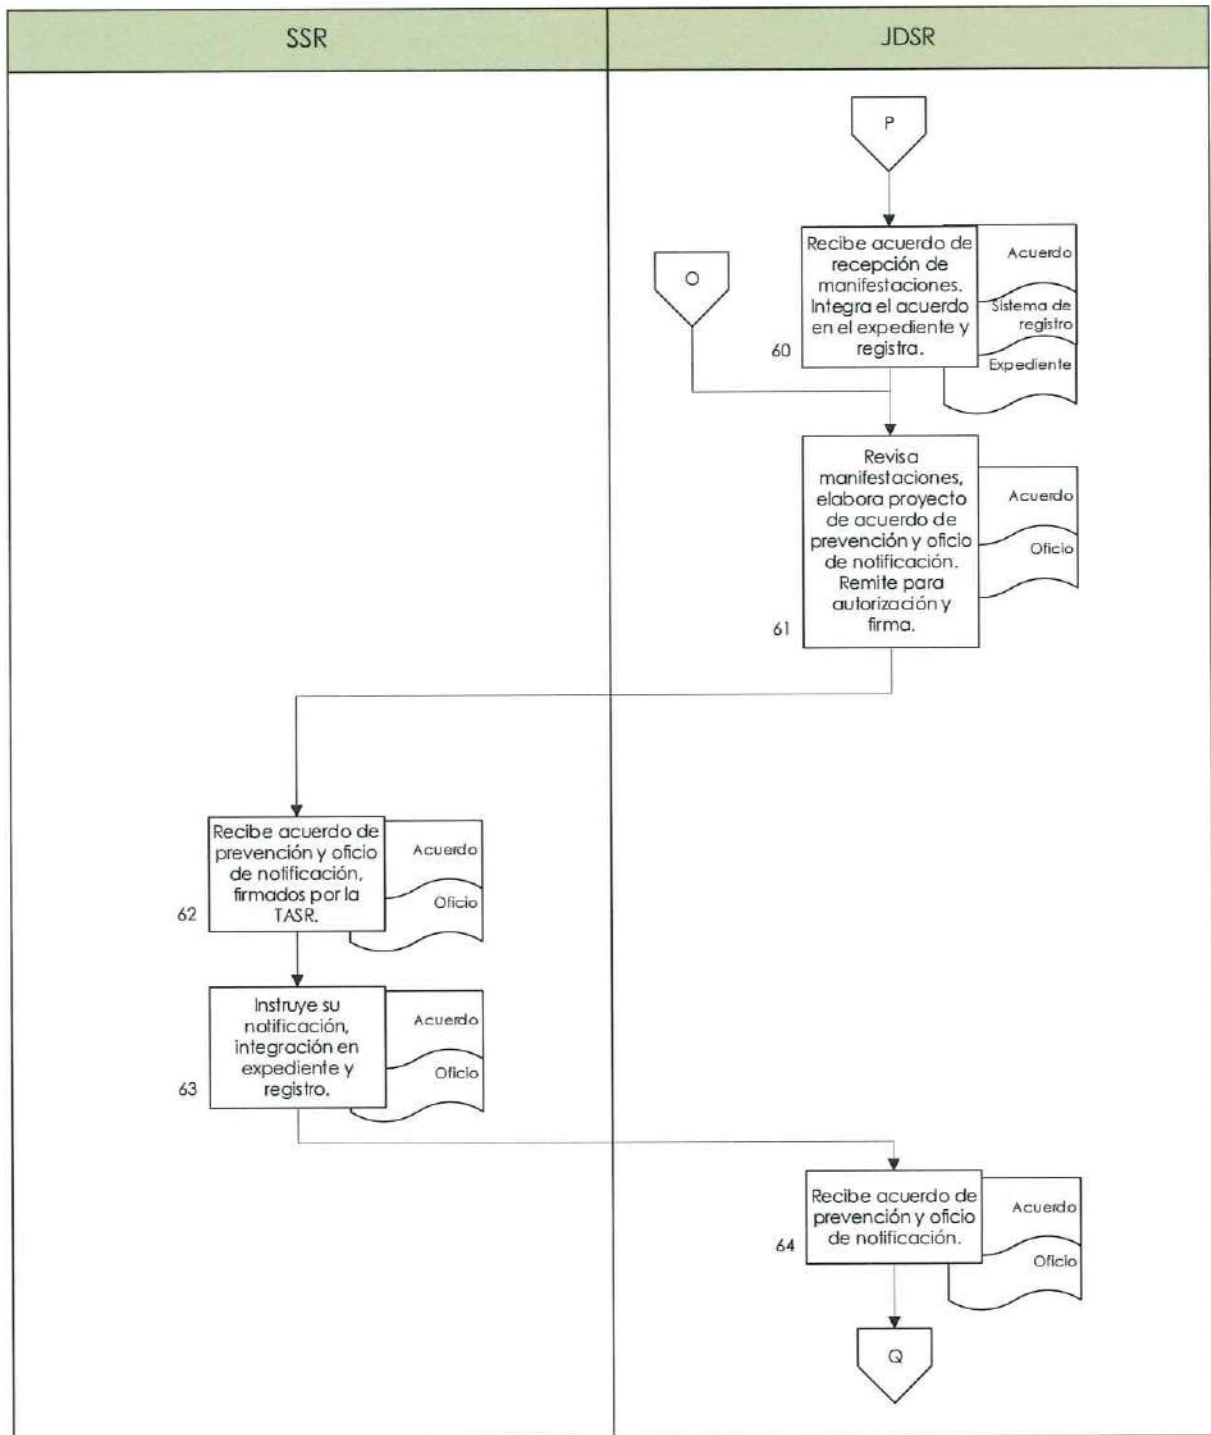 SSR
JDSR
P
O
Recibe acuerdo de
recepción de
manifestaciones.
Integra el acuerdo
en el expediente y
registra.
60
Acuerdo
Sistema de
registro
Expediente
Revisa
manifestaciones,
elabora proyecto
de acuerdo de
prevención y oficio
de notificación.
Remite para
autorización y
firma.
61
Acuerdo
Oficio
Recibe acuerdo de
prevención y oficio
de notificación,
firmados por la
TASR.
62
Acuerdo
Oficio
Instruye su
notificación,
integración en
expediente y
registro.
63
Acuerdo
Oficio
Recibe acuerdo de
prevención y oficio
de notificación.
64
Acuerdo
Oficio
Q